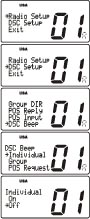 USA
*Radio Setup
DSC Setup
Exit
01
USA
Radio Setup
*DSC Setup
Exit
01
USA
Group DIR
POS Reply
POS Input
*DSC Beep
01
USA
DSC Beep
*Individual
Group
POS Request
01
USA
Individual
On
*Off
01